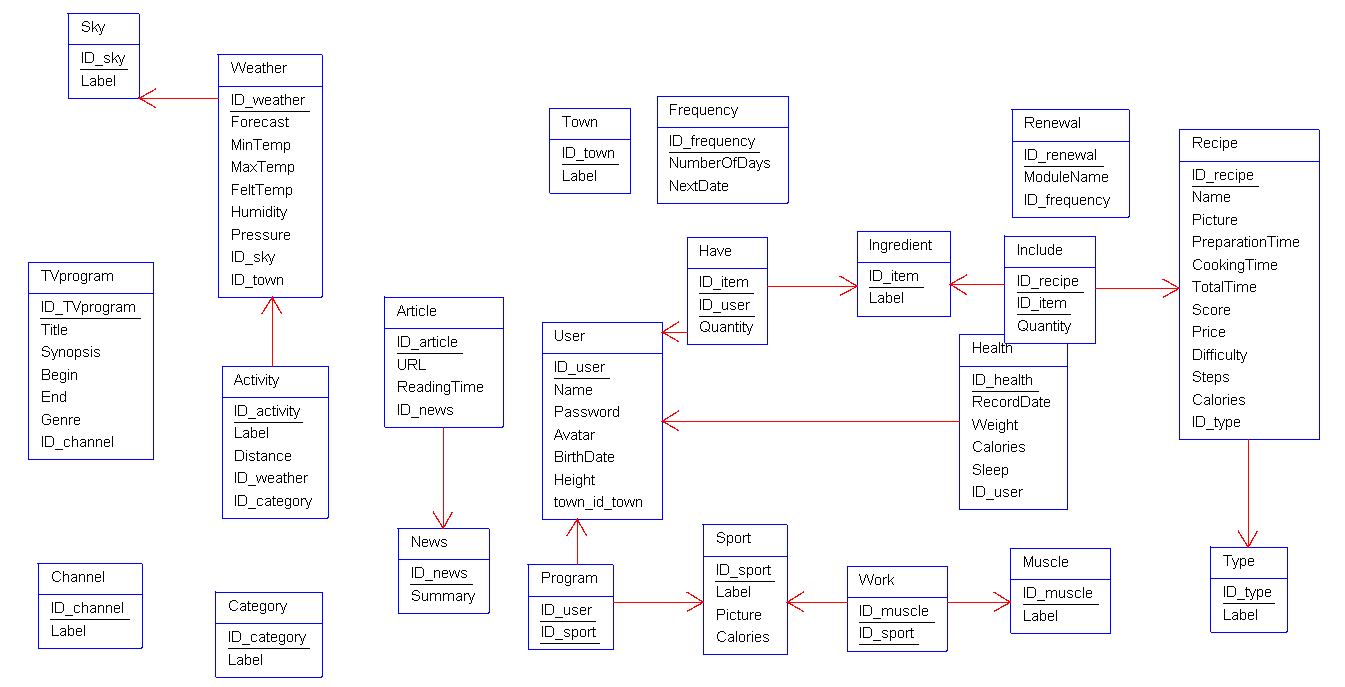 Sky
ID_sky
Label
Weather
ID_weather
Forecast
MinTemp
MaxTemp
FeltTemp
Humidity
Pressure
ID_sky
ID_town
Town
ID_town
Label
Frequency
ID_frequency
NumberOfDays
NextDate
Renewal
ID_renewal
ModuleName
ID_frequency
Recipe
ID_recipe
Name
Picture
PreparationTime
CookingTime
TotalTime
Score
Price
Difficulty
Steps
Calories
ID_type
TVprogram
ID_TVprogram
Title
Synopsis
Begin
End
Genre
ID_channel
Activity
ID_activity
Label
Distance
ID_weather
ID_category
Article
ID_article
URL
ReadingTime
ID_news
User
ID_user
Name
Password
Avatar
BirthDate
Height
town_id_town
Have
ID_item
ID_user
Quantity
Ingredient
ID_item
Label
Include
ID_recipe
ID_item
Quantity
Health
ID_health
RecordDate
Weight
Calories
Sleep
ID_user
Channel
ID_channel
Label
Category
ID_category
Label
News
ID_news
Summary
Program
ID_user
ID_sport
Sport
ID_sport
Label
Picture
Calories
Work
ID_muscle
ID_sport
Muscle
ID_muscle
Label
Type
ID_type
Label